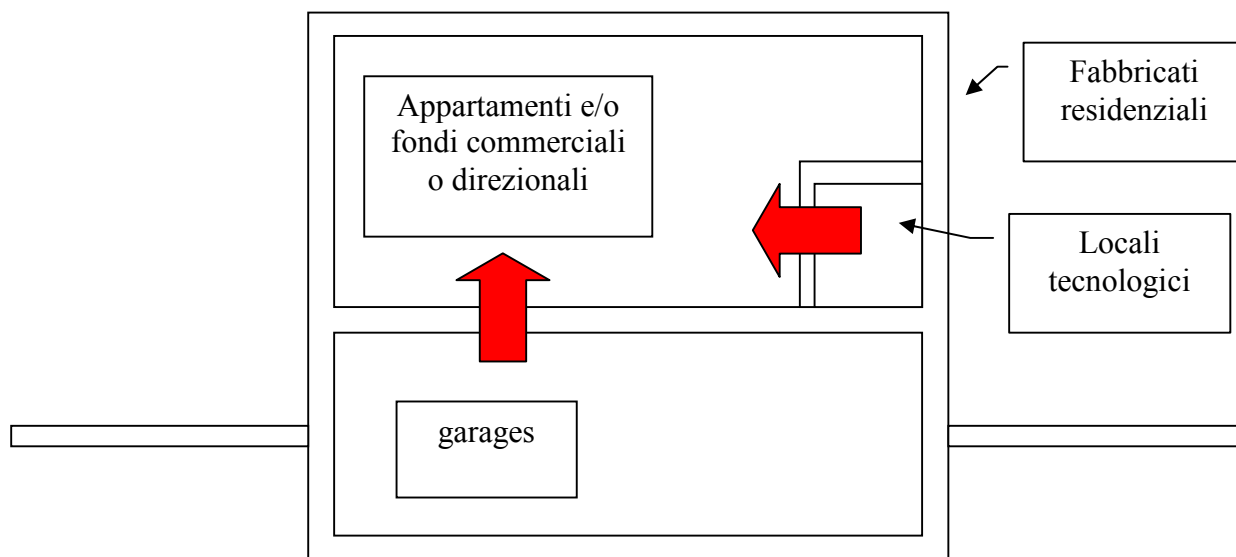 Appartamenti e/o
fondi commerciali
o direzionali
Fabbricati
residenziali
Locali
tecnologici
garages